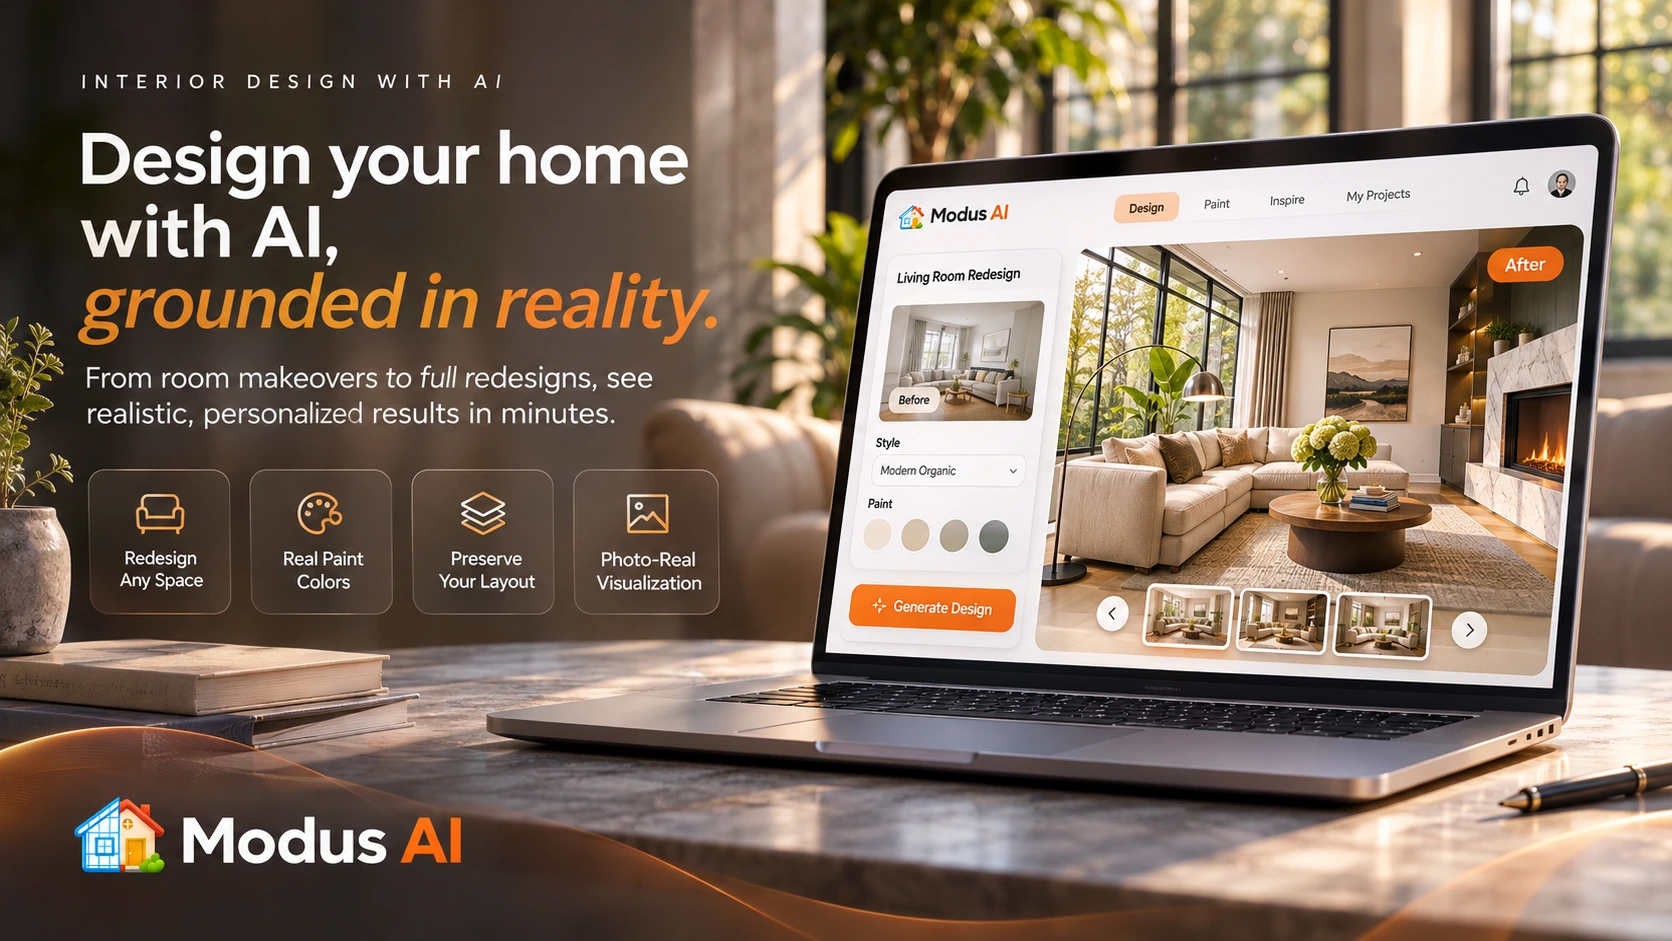 INTERIOR DESIGN WITH AI
Design your home
with AI,
grounded in reality.
From room makeovers to full redesigns, see
realistic, personalized results in minutes.
Redesign
Any Space
Real Paint
Colors
Preserve
Your Layout
Photo-Real
Visualization
Modus AI
Modus AI
Design
Paint
Inspire
My Projects
Living Room Redesign
Before
Style
Modern Organic
Paint
Generate Design
After